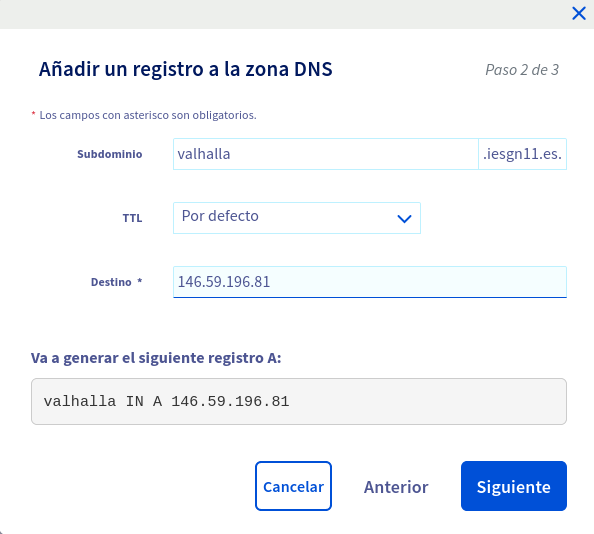 Añadir un registro a la zona DNS
Paso 2 de 3
* Los campos con asterisco son obligatorios.
Subdominio valhalla .iesgn11.es.
TTL Por defecto
Destino * 146.59.196.81
Va a generar el siguiente registro A:
valhalla IN A 146.59.196.81
Cancelar Anterior Siguiente